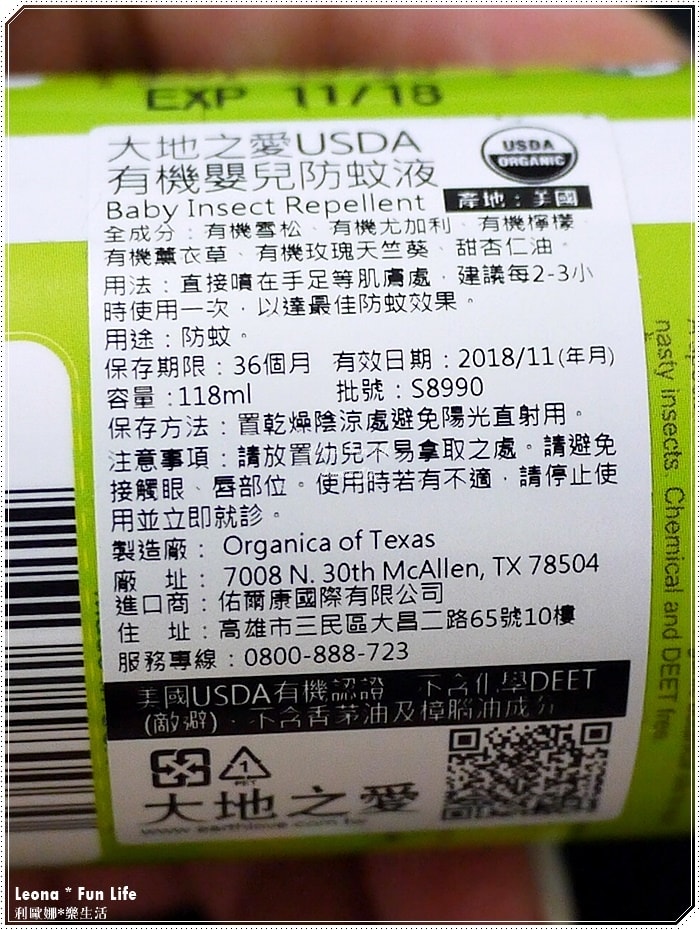 EXP 11/18
大地之愛USDA
有機嬰兒防蚊液
USDA
ORGANIC
Baby Insect Repellent
產地：美國
全成分：有機雪松、有機尤加利、有機檸檬
有機薰衣草、有機玫瑰天竺葵、甜杏仁油。
用法：直接噴在手足等肌膚處，建議每2-3小
時使用一次，以達最佳防蚊效果。
用途：防蚊。
保存期限：36個月 有效日期：2018/11(年月)
容量：118ml 批號：S8990
保存方法：置乾燥陰涼處避免陽光直射用。
注意事項：請放置幼兒不易拿取之處。請避免
接觸眼、唇部位。使用時若有不適，請停止使
用並立即就診。
製造廠： Organica of Texas
廠 址： 7008 N. 30th McAllen, TX 78504
進口商：佑爾康國際有限公司
住 址：高雄市三民區大昌二路65號10樓
服務專線：0800-888-723
美國USDA有機認證、不含化學DEET
(敵避)、不含香茅油及樟腦油成分
1
PET
大地之愛
www.earthlove.com.tw
nasty insects. Chemical and DEET free
Leona * Fun Life
利歐娜*樂生活